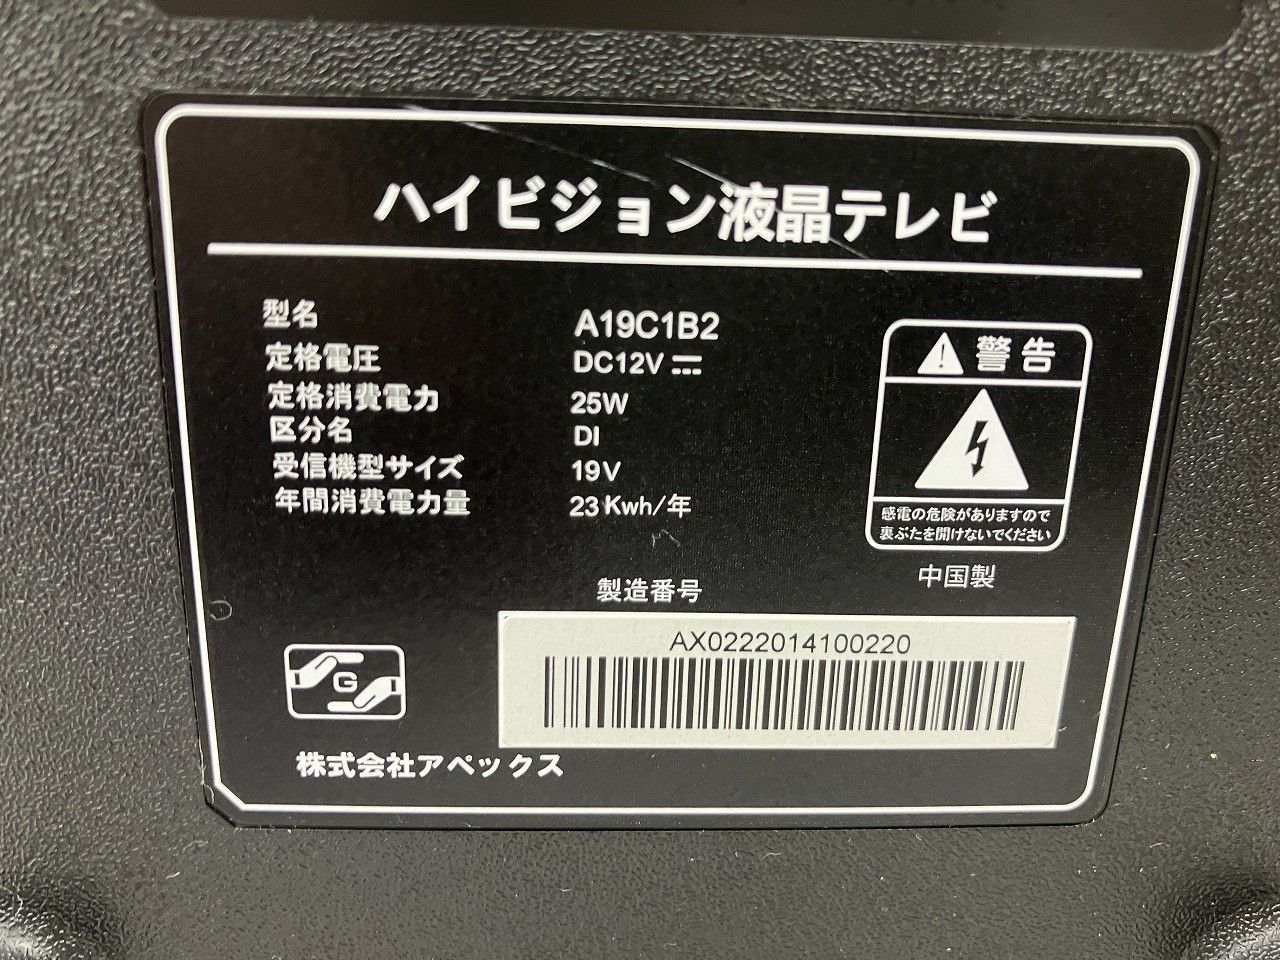 ハイビジョン液晶テレビ
型名 A19C1B2
定格電圧 DC12V ⎓
定格消費電力 25W
区分名 DI
受信機型サイズ 19V
年間消費電力量 23Kwh/年
警告
感電の危険がありますので
裏ぶたを開けないでください
中国製
製造番号
AX0222014100220
G
株式会社アペックス